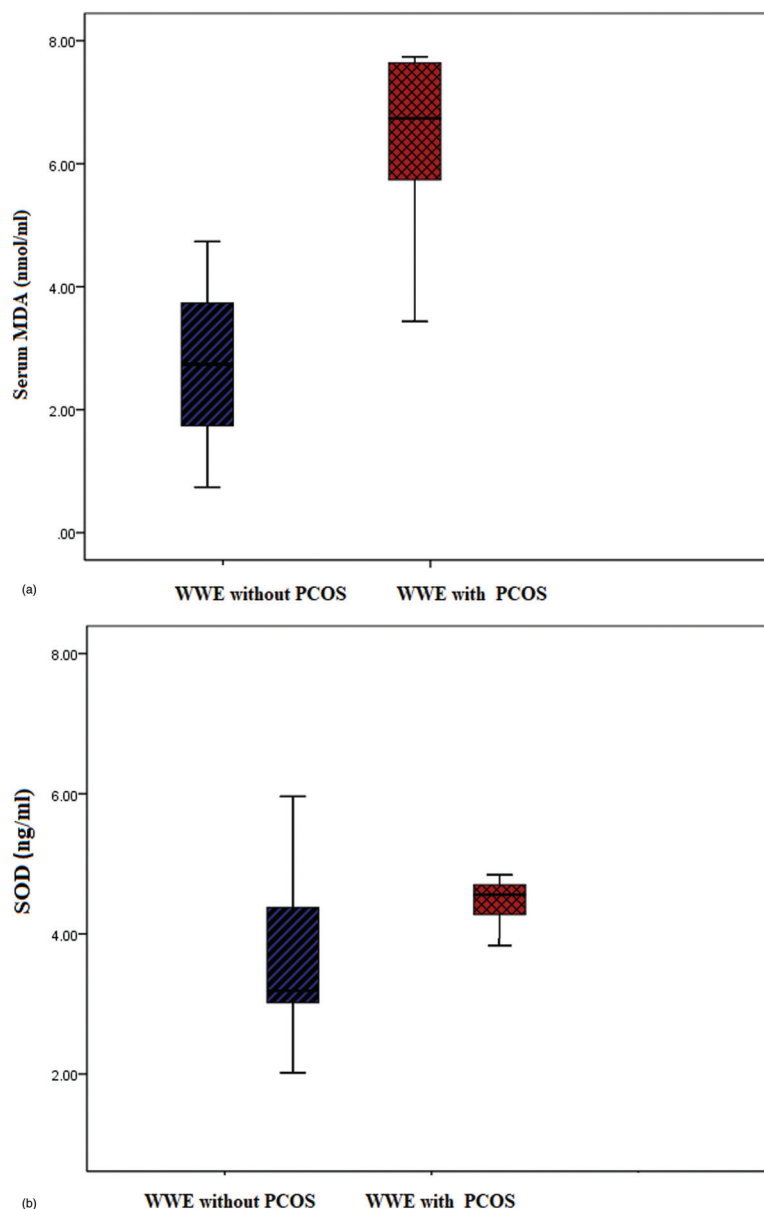 8.00
6.00
4.00
2.00
.00
Serum MDA (nmol/ml)
WWE without PCOS WWE with PCOS
(a)
8.00
6.00
4.00
2.00
SOD (ng/ml)
WWE without PCOS WWE with PCOS
(b)